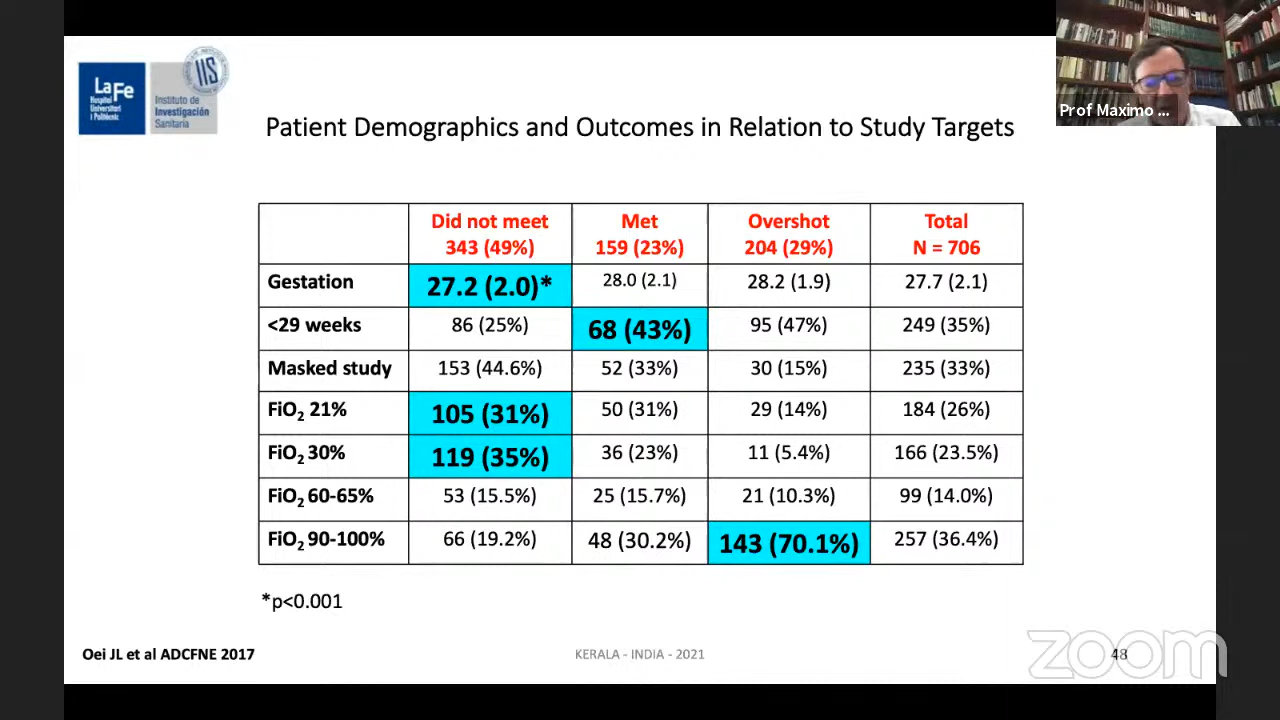 La Fe
Hospital
Universitari
i Politècnic
IIS
Instituto de
Investigación
Sanitaria
Prof Maximo ...
Patient Demographics and Outcomes in Relation to Study Targets
Did not meet Met Overshot Total
343 (49%) 159 (23%) 204 (29%) N = 706
Gestation 27.2 (2.0)* 28.0 (2.1) 28.2 (1.9) 27.7 (2.1)
<29 weeks 86 (25%) 68 (43%) 95 (47%) 249 (35%)
Masked study 153 (44.6%) 52 (33%) 30 (15%) 235 (33%)
FiO₂ 21% 105 (31%) 50 (31%) 29 (14%) 184 (26%)
FiO₂ 30% 119 (35%) 36 (23%) 11 (5.4%) 166 (23.5%)
FiO₂ 60-65% 53 (15.5%) 25 (15.7%) 21 (10.3%) 99 (14.0%)
FiO₂ 90-100% 66 (19.2%) 48 (30.2%) 143 (70.1%) 257 (36.4%)
*p<0.001
Oei JL et al ADCFNE 2017
KERALA - INDIA - 2021
48
zoom